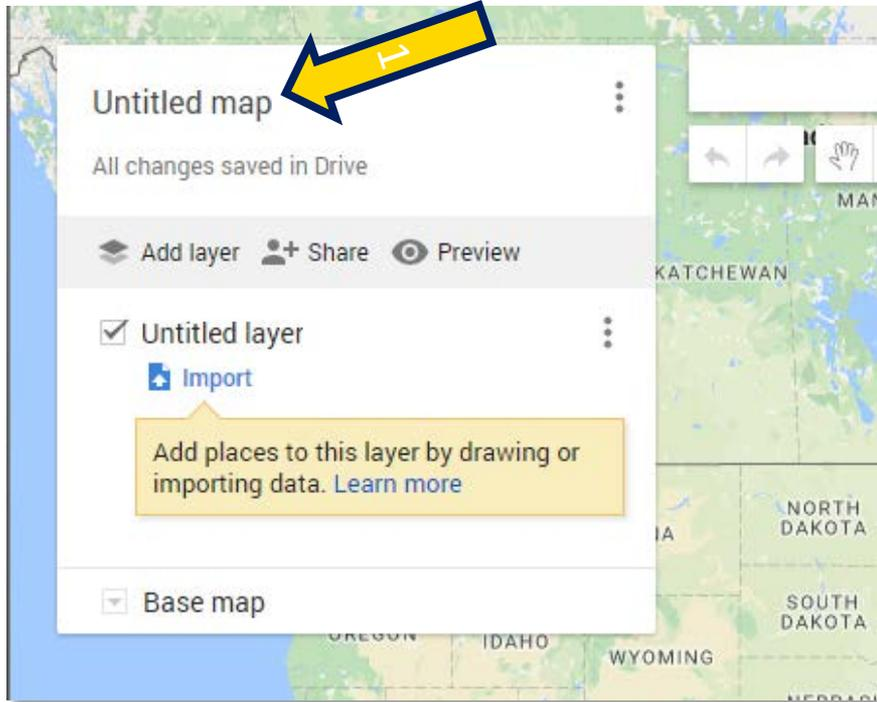 1
Untitled map
All changes saved in Drive
Add layer Share Preview
MAN
KATCHEWAN
Untitled layer
Import
Add places to this layer by drawing or
importing data. Learn more
NORTH
DAKOTA
Base map
SOUTH
DAKOTA
OREGON
IDAHO
WYOMING